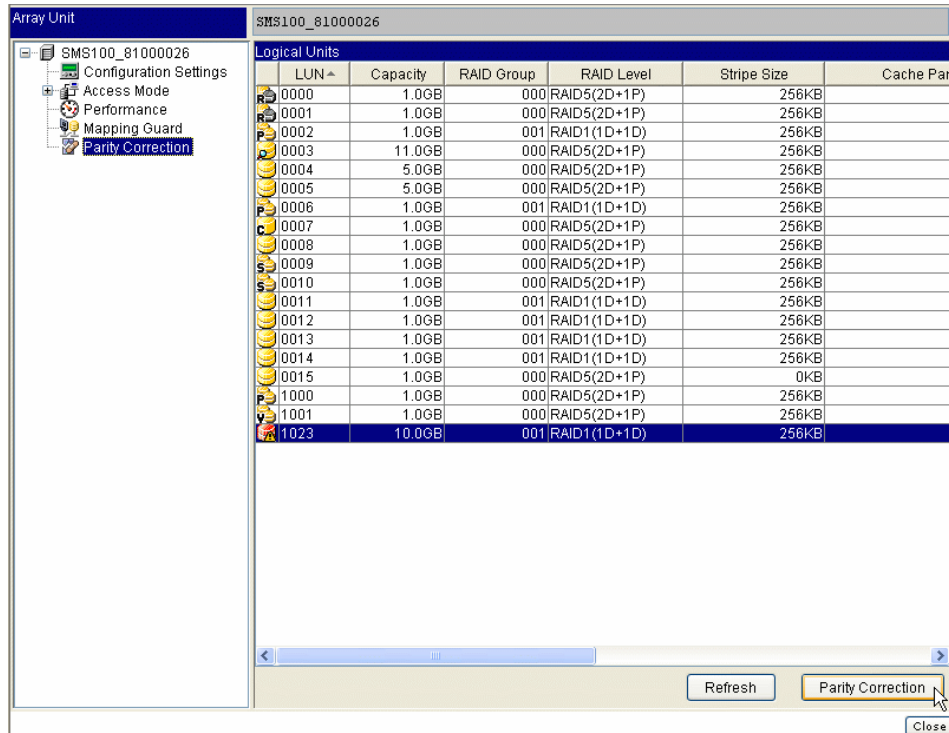 Array Unit
SMS100_81000026
SMS100_81000026
Configuration Settings
Access Mode
Performance
Mapping Guard
Parity Correction
Logical Units
LUN Capacity RAID Group RAID Level Stripe Size Cache Par
R 0000 1.0GB 000 RAID5(2D+1P) 256KB
R 0001 1.0GB 000 RAID5(2D+1P) 256KB
P 0002 1.0GB 001 RAID1(1D+1D) 256KB
0003 11.0GB 000 RAID5(2D+1P) 256KB
0004 5.0GB 000 RAID5(2D+1P) 256KB
0005 5.0GB 000 RAID5(2D+1P) 256KB
P 0006 1.0GB 001 RAID1(1D+1D) 256KB
C 0007 1.0GB 000 RAID5(2D+1P) 256KB
0008 1.0GB 000 RAID5(2D+1P) 256KB
S 0009 1.0GB 000 RAID5(2D+1P) 256KB
S 0010 1.0GB 000 RAID5(2D+1P) 256KB
0011 1.0GB 001 RAID1(1D+1D) 256KB
0012 1.0GB 001 RAID1(1D+1D) 256KB
0013 1.0GB 001 RAID1(1D+1D) 256KB
0014 1.0GB 001 RAID1(1D+1D) 256KB
0015 1.0GB 000 RAID5(2D+1P) 0KB
P 1000 1.0GB 000 RAID5(2D+1P) 256KB
V 1001 1.0GB 000 RAID5(2D+1P) 256KB
1023 10.0GB 001 RAID1(1D+1D) 256KB
Refresh
Parity Correction
Close